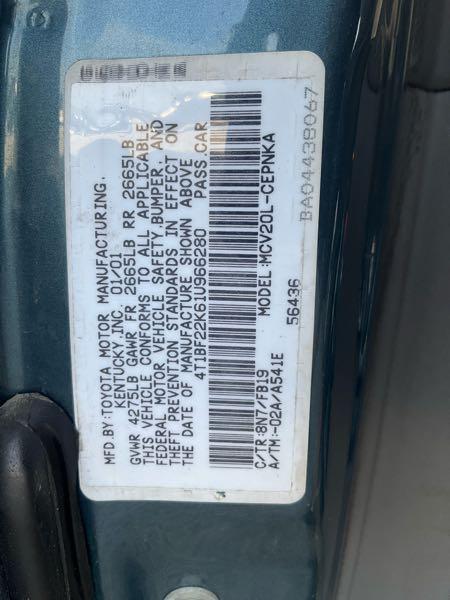 MFD.BY:TOYOTA MOTOR MANUFACTURING,
KENTUCKY,INC. 01/01
GVWR 4275LB GAWR FR 2665LB RR 2665LB
THIS VEHICLE CONFORMS TO ALL APPLICABLE
FEDERAL MOTOR VEHICLE SAFETY,BUMPER, AND
THEFT PREVENTION STANDARDS IN EFFECT ON
THE DATE OF MANUFACTURE SHOWN ABOVE
4T1BF22K61U966280 PASS.CAR
MODEL:MCV20L-CEPNKA
C/TR:8N7/FB19
A/TM:-02A/A541E
56436
BA04438067